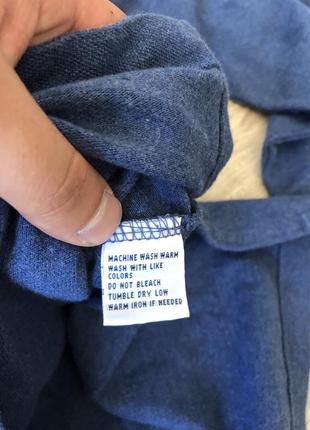 MACHINE WASH WARM
WASH WITH LIKE
COLORS
DO NOT BLEACH
TUMBLE DRY LOW
WARM IRON IF NEEDED